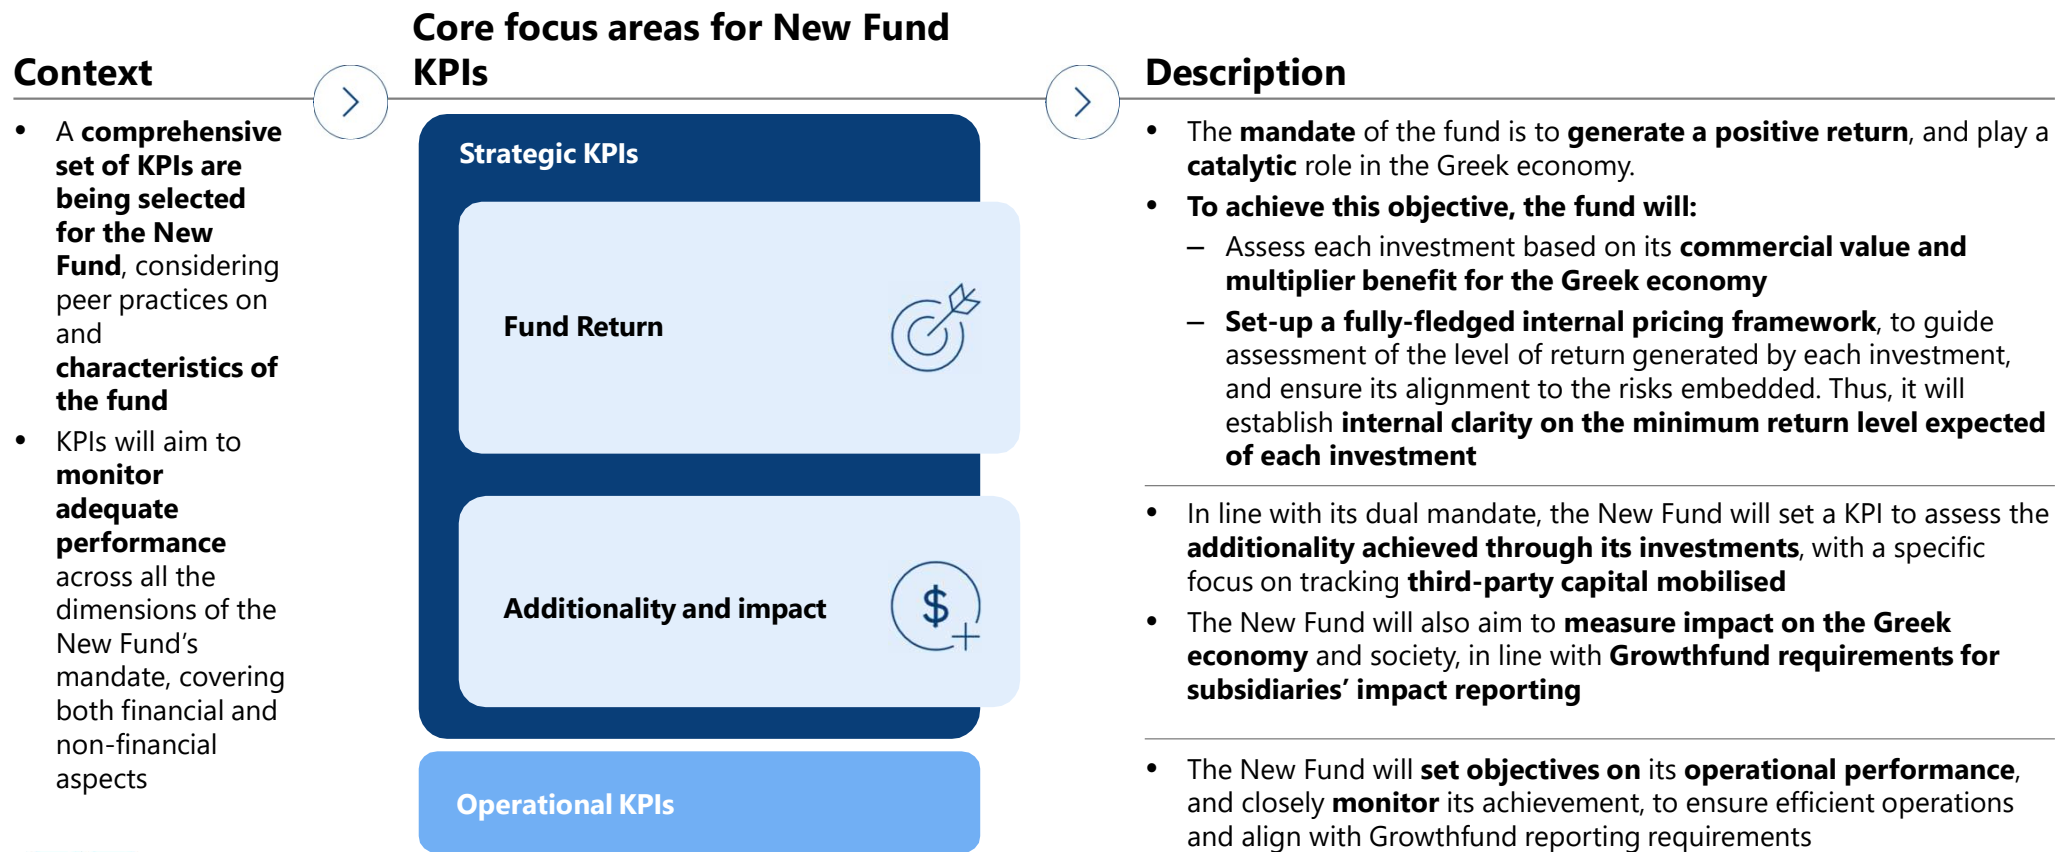 Context
Core focus areas for New Fund
KPIs
Description
• A comprehensive
set of KPIs are
being selected
for the New
Fund, considering
peer practices on
and
characteristics of
the fund
• KPIs will aim to
monitor
adequate
performance
across all the
dimensions of the
New Fund’s
mandate, covering
both financial and
non-financial
aspects
Strategic KPIs
Fund Return
Additionality and impact
$
Operational KPIs
• The mandate of the fund is to generate a positive return, and play a
catalytic role in the Greek economy.
• To achieve this objective, the fund will:
– Assess each investment based on its commercial value and
multiplier benefit for the Greek economy
– Set-up a fully-fledged internal pricing framework, to guide
assessment of the level of return generated by each investment,
and ensure its alignment to the risks embedded. Thus, it will
establish internal clarity on the minimum return level expected
of each investment
• In line with its dual mandate, the New Fund will set a KPI to assess the
additionality achieved through its investments, with a specific
focus on tracking third-party capital mobilised
• The New Fund will also aim to measure impact on the Greek
economy and society, in line with Growthfund requirements for
subsidiaries’ impact reporting
• The New Fund will set objectives on its operational performance,
and closely monitor its achievement, to ensure efficient operations
and align with Growthfund reporting requirements